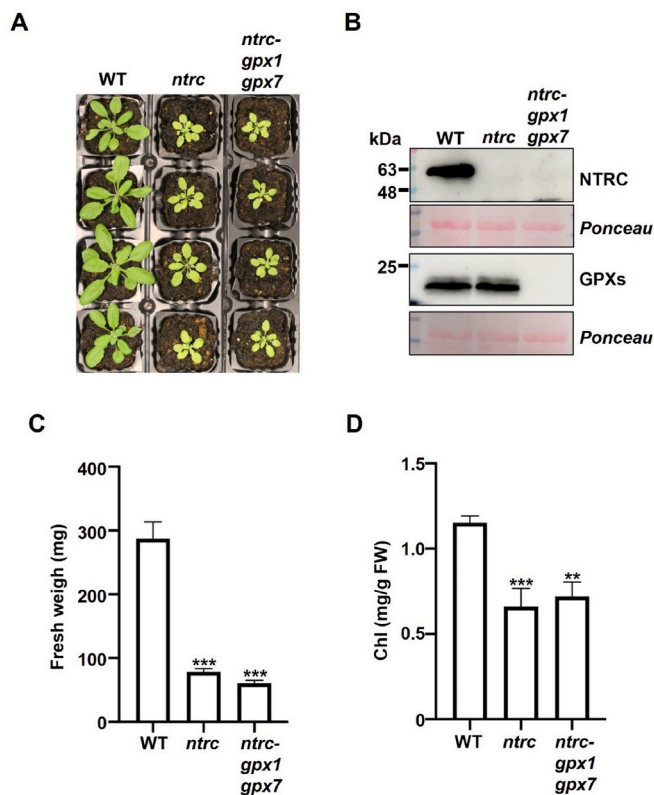 A
WT
ntrc
ntrc-
gpx1
gpx7
B
kDa
WT
ntrc
ntrc-
gpx1
gpx7
63
48
NTRC
Ponceau
25
GPXs
Ponceau
C
Fresh weigh (mg)
400
300
200
100
0
***
***
WT
ntrc
ntrc-
gpx1
gpx7
D
Chl (mg/g FW)
1.5
1.0
0.5
0
***
**
WT
ntrc
ntrc-
gpx1
gpx7